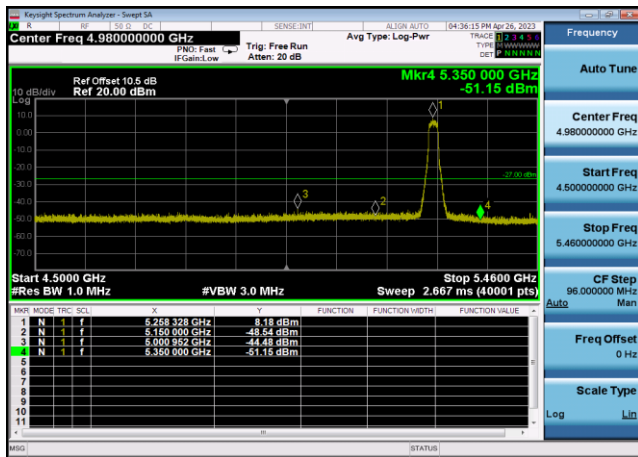 Keysight Spectrum Analyzer - Swept SA
R RF 50 Ω DC SENSE:INT ALIGN AUTO 04:36:15 PM Apr 26, 2023
Center Freq 4.980000000 GHz
PNO: Fast
IFGain:Low
Trig: Free Run
Atten: 20 dB
Avg Type: Log-Pwr
TRACE 1 2 3 4 5 6
TYPE M W W W W W
DET P N N N N N
Frequency
Auto Tune
Center Freq
4.980000000 GHz
Start Freq
4.500000000 GHz
Stop Freq
5.460000000 GHz
CF Step
96.000000 MHz
Auto Man
Freq Offset
0 Hz
Scale Type
Log Lin
Mkr4 5.350 000 GHz
-51.15 dBm
Ref Offset 10.5 dB
10 dB/div Ref 20.00 dBm
Log
10.0
0.00
-10.0
-20.0
-30.0
-40.0
-50.0
-60.0
-70.0
1
-27.00 dBm
3
2
4
Start 4.5000 GHz Stop 5.4600 GHz
#Res BW 1.0 MHz #VBW 3.0 MHz Sweep 2.667 ms (40001 pts)
MKR MODE TRC SCL X Y FUNCTION FUNCTION WIDTH FUNCTION VALUE
1 N 1 f 5.258 328 GHz 8.18 dBm
2 N 1 f 5.150 000 GHz -48.54 dBm
3 N 1 f 5.000 952 GHz -44.48 dBm
4 N 1 f 5.350 000 GHz -51.15 dBm
5
6
7
8
9
10
11
MSG STATUS